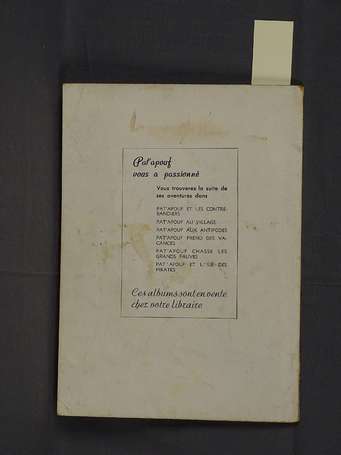 Pat'apouf
vous a passionné
Vous trouverez la suite de
ses aventures dans
PAT'APOUF ET LES CONTRE-
BANDIERS
PAT'APOUF AU VILLAGE
PAT'APOUF AUX ANTIPODES
PAT'APOUF PREND DES VA-
CANCES
PAT'APOUF CHASSE LES
GRANDS FAUVES
PAT'APOUF ET L'ILE DES
PIRATES
Ces albums sont en vente
chez votre libraire